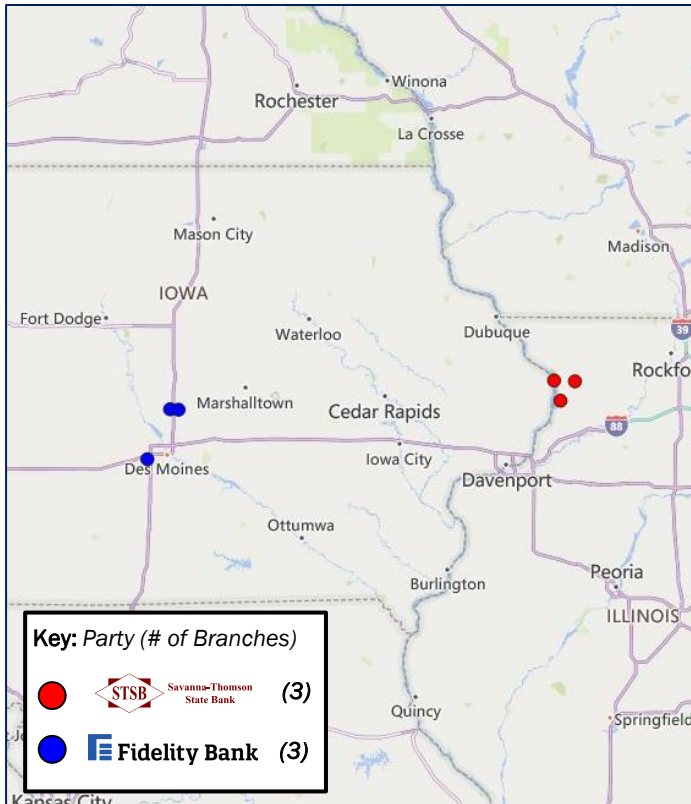 Winona
Rochester
La Crosse
Mason City
Madison
IOWA
Fort Dodge
Waterloo
Dubuque
39
Rockfo
Marshalltown
Cedar Rapids
88
Des Moines
Iowa City
Davenport
Ottumwa
Burlington
Peoria
ILLINOIS
Key: Party (# of Branches)
STSB Savanna-Thomson
State Bank (3)
Fidelity Bank (3)
Quincy
Springfield
Kansas City